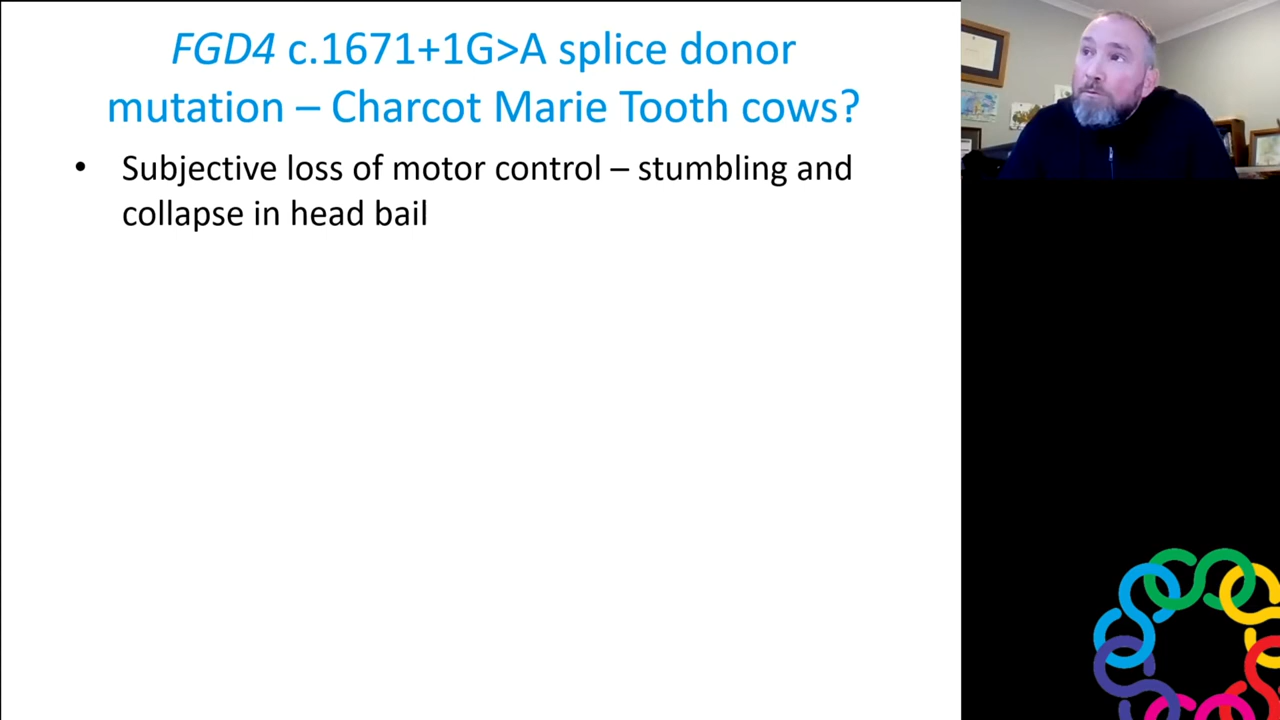 FGD4 c.1671+1G>A splice donor
mutation – Charcot Marie Tooth cows?
• Subjective loss of motor control – stumbling and
collapse in head bail